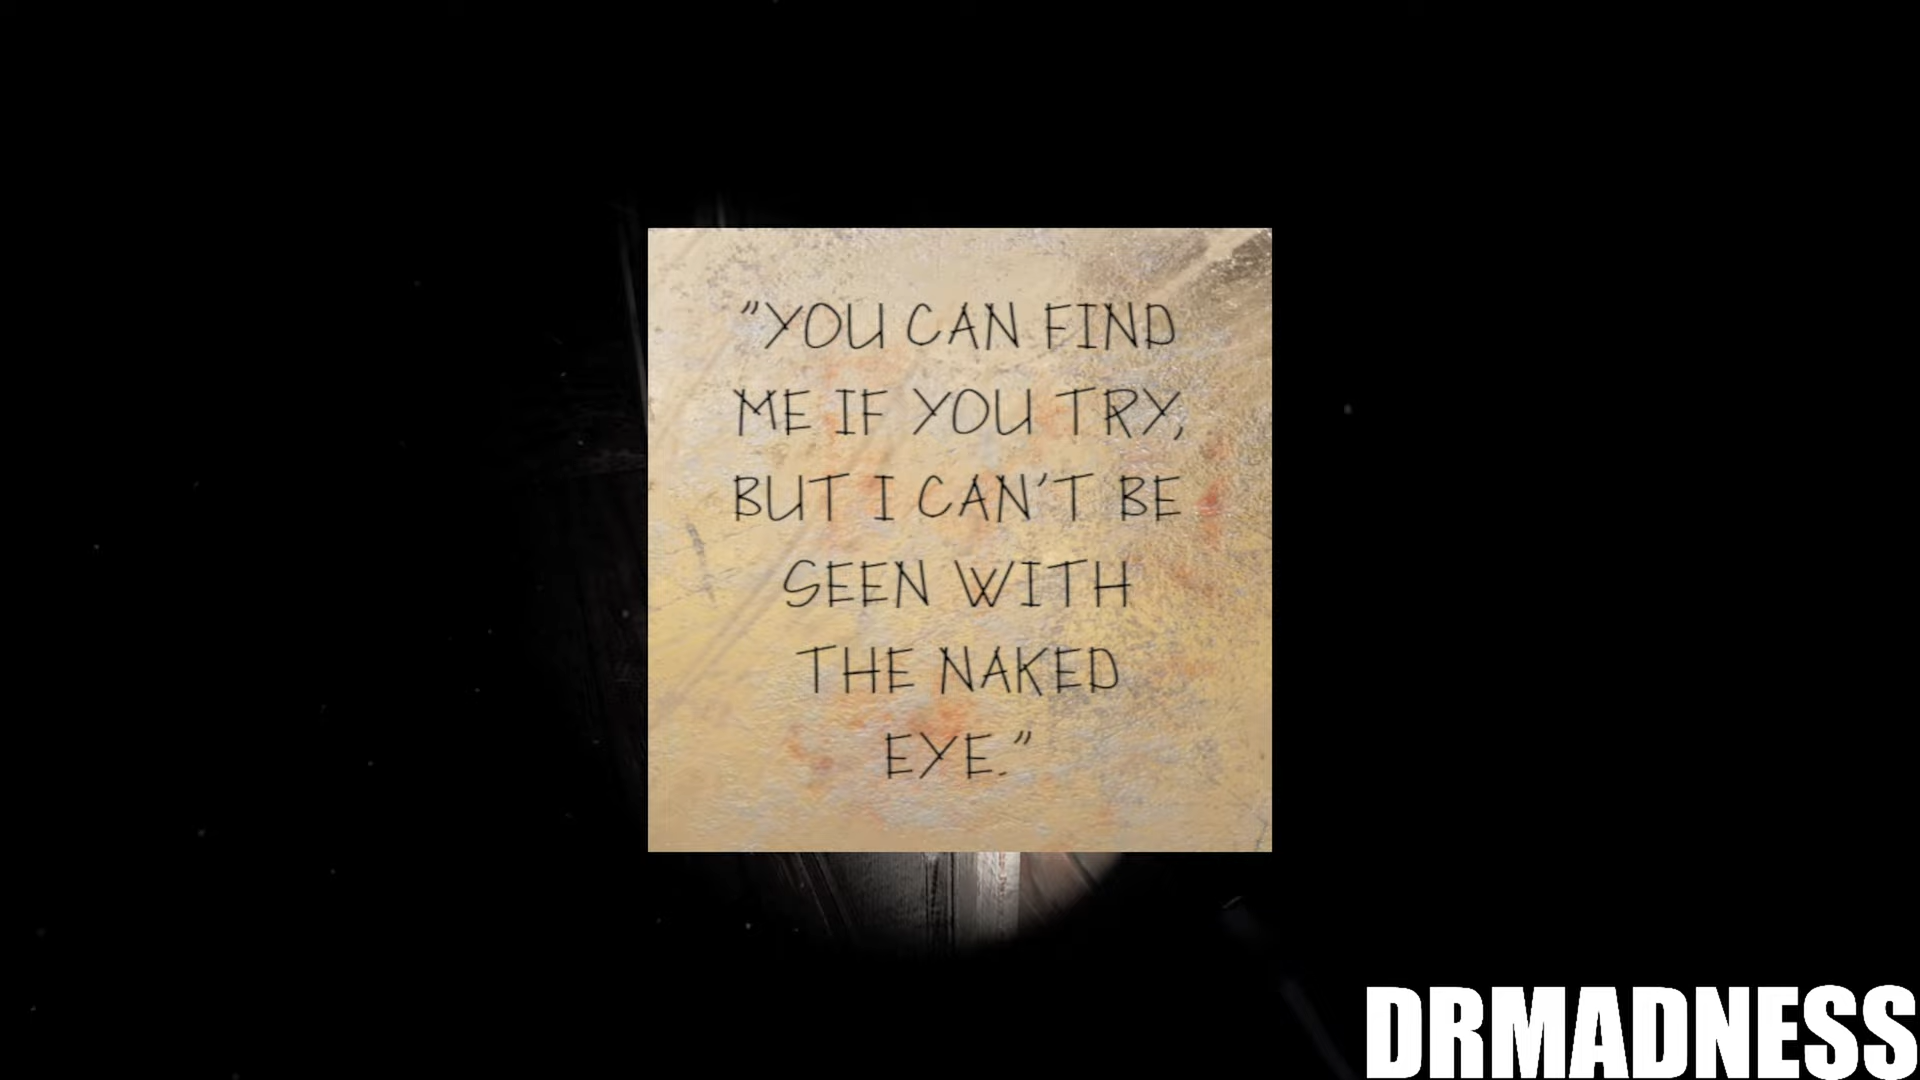 "YOU CAN FIND
ME IF YOU TRY,
BUT I CAN'T BE
SEEN WITH
THE NAKED
EYE."
DRMADNESS